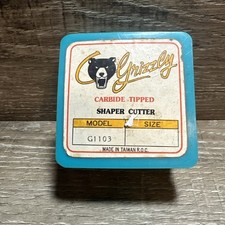 Grizzly
CARBIDE TIPPED
SHAPER CUTTER
MODEL SIZE
G1103
MADE IN TAIWAN R.O.C.